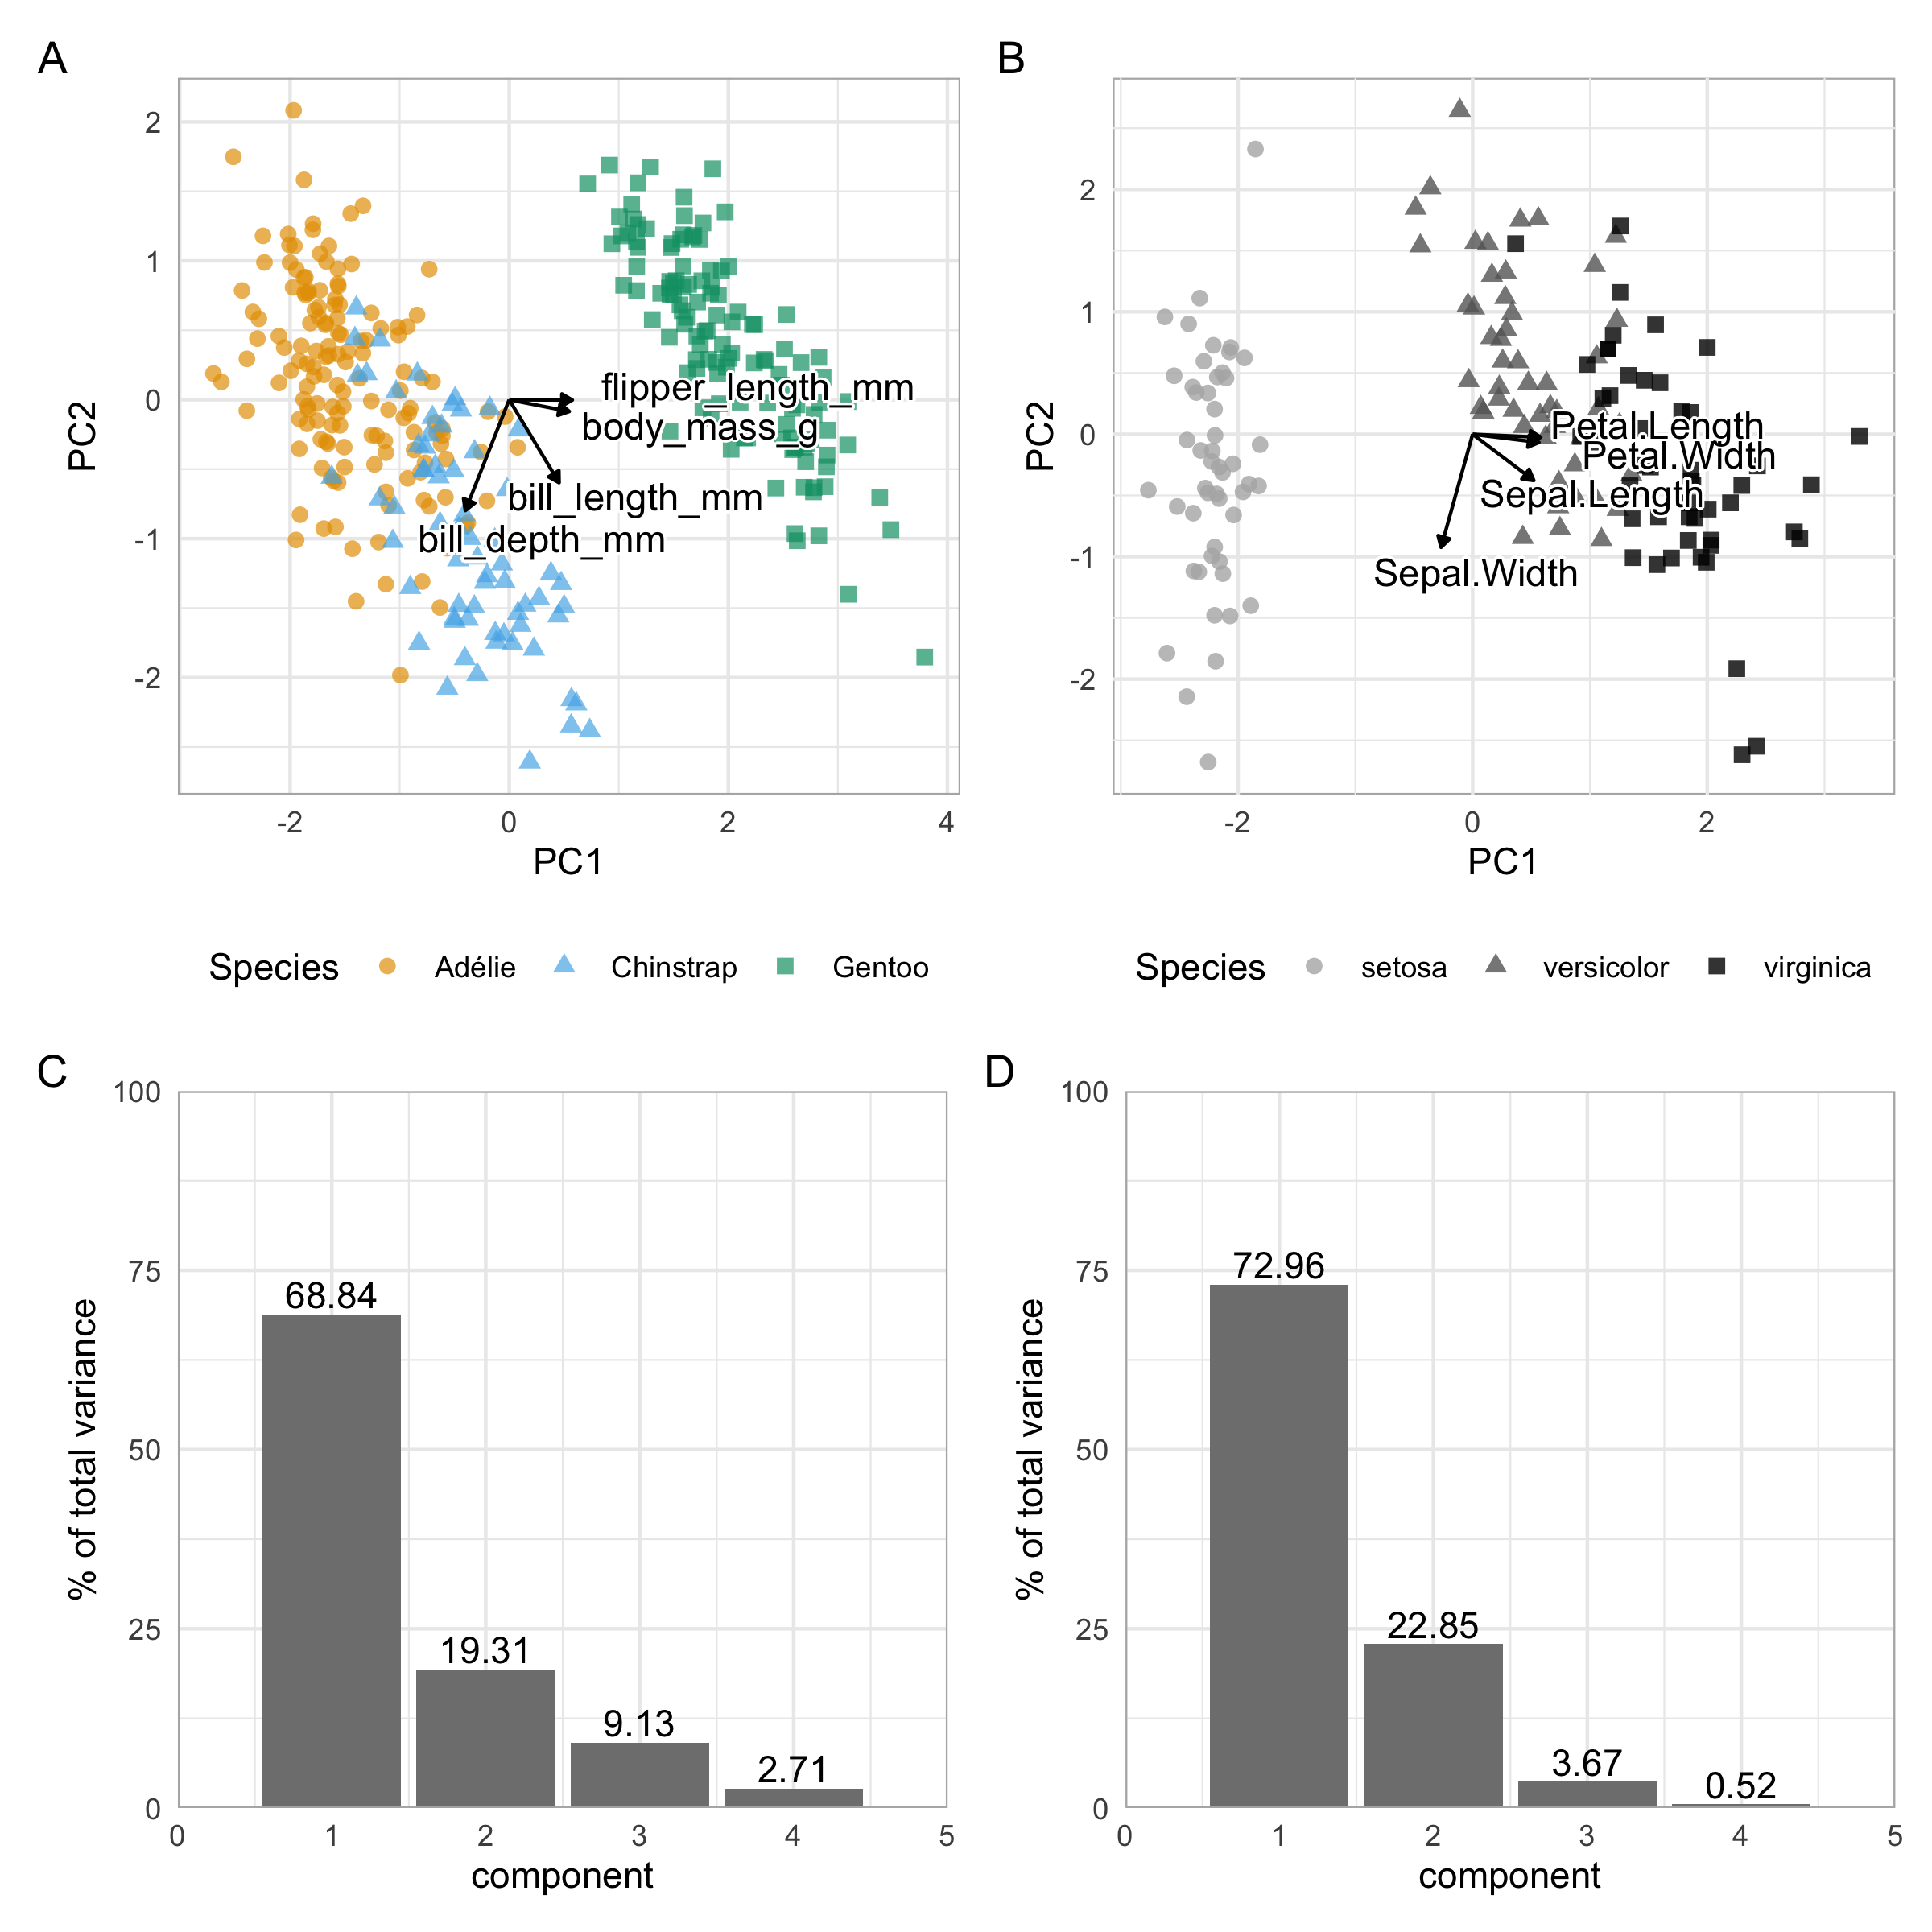 A
B
2
1
0
-1
-2
PC2
flipper_length_mm
body_mass_g
bill_length_mm
bill_depth_mm
-2
0
2
4
PC1
2
1
0
-1
-2
PC2
Petal.Length
Petal.Width
Sepal.Length
Sepal.Width
-2
0
2
PC1
Species Adélie Chinstrap Gentoo
Species setosa versicolor virginica
C
D
100
75
50
25
0
% of total variance
68.84
19.31
9.13
2.71
0 1 2 3 4 5
component
100
75
50
25
0
% of total variance
72.96
22.85
3.67
0.52
0 1 2 3 4 5
component